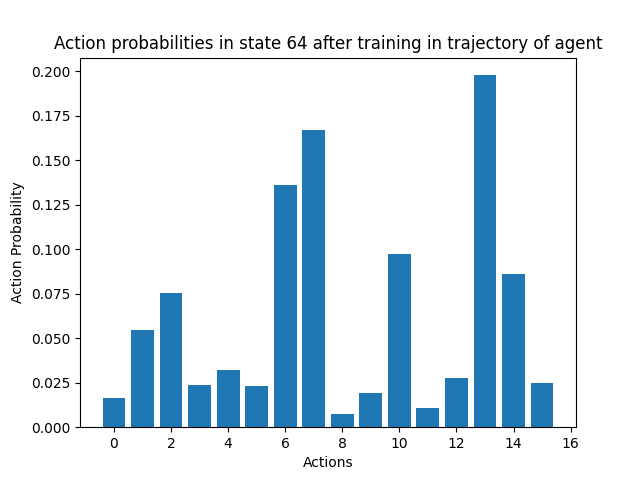 Action probabilities in state 64 after training in trajectory of agent
0.200
0.175
0.150
0.125
0.100
0.075
0.050
0.025
0.000
Action Probability
0 2 4 6 8 10 12 14 16
Actions